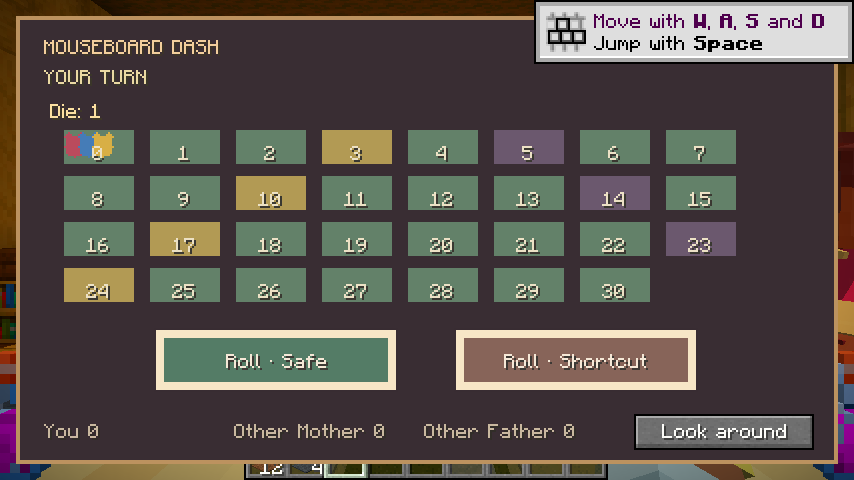 Move with W, A, S and D
Jump with Space
MOUSEBOARD DASH
YOUR TURN
Die: 1
0 1 2 3 4 5 6 7
8 9 10 11 12 13 14 15
16 17 18 19 20 21 22 23
24 25 26 27 28 29 30
Roll · Safe Roll · Shortcut
You 0 Other Mother 0 Other Father 0 Look around
12 4